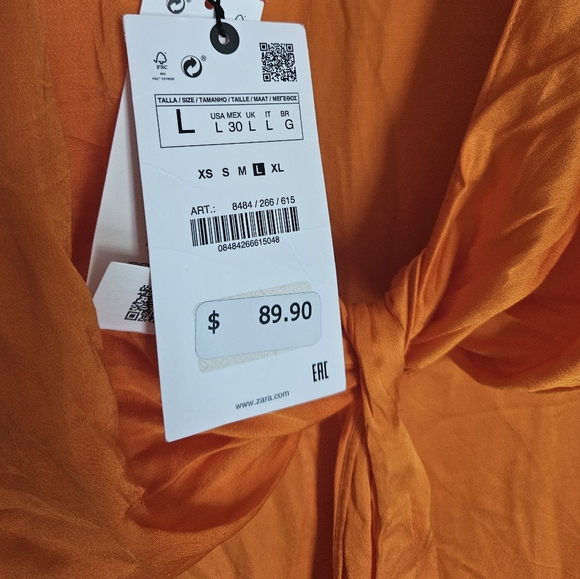 FSC
TALLA / SIZE / TAMANHO / TAILLE / MAAT / ΜΕΓΕΘΟΣ
L
USA MEX UK IT BR
L 30 L L G
XS S M L XL
ART.: 8484 / 266 / 615
08484266615048
$ 89.90
EAC
www.zara.com